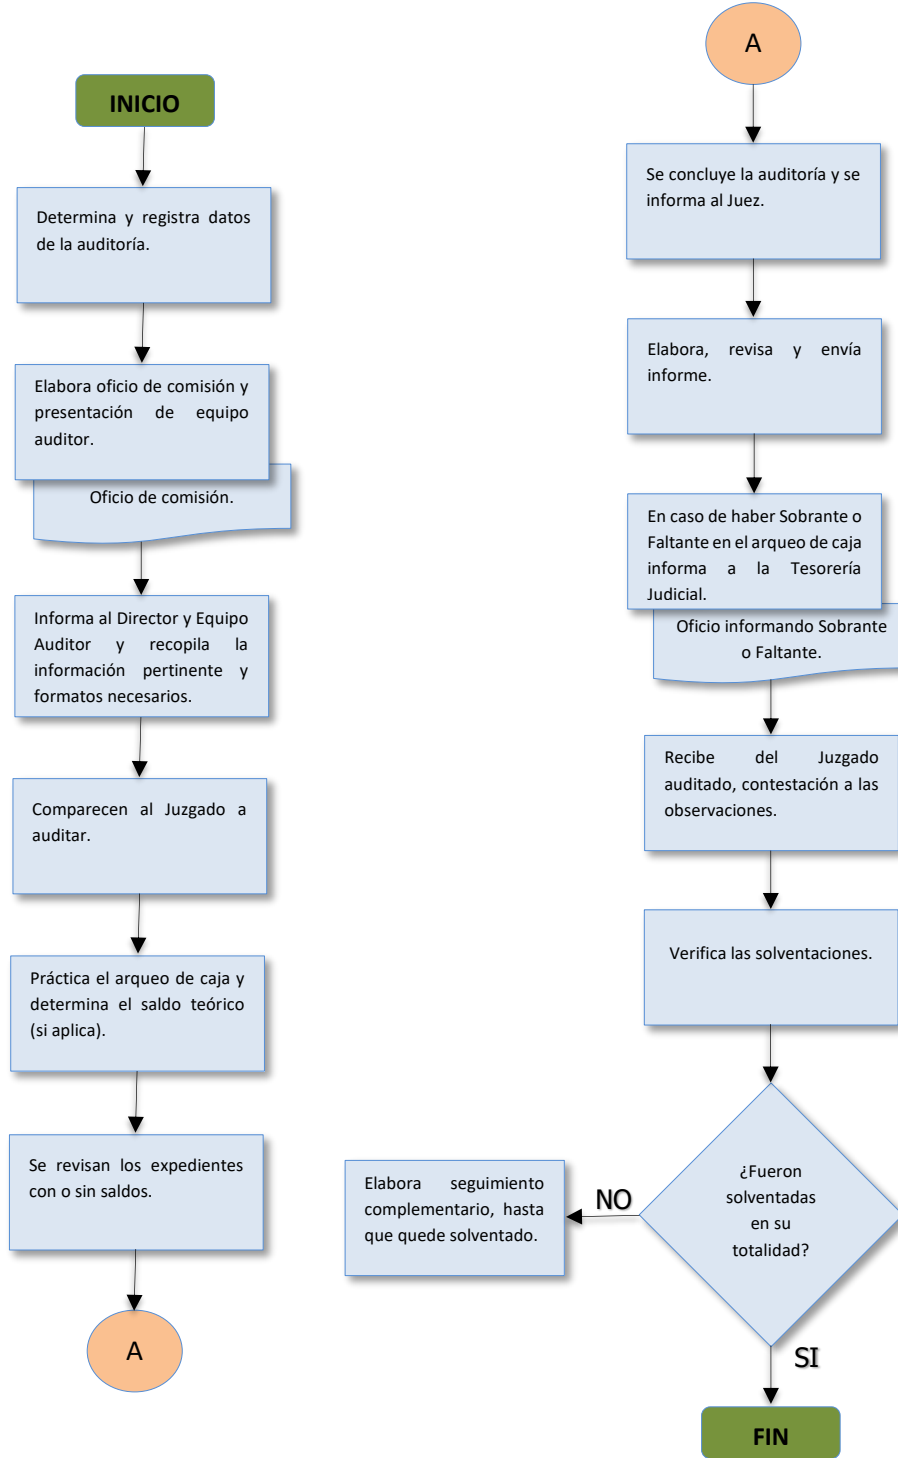 INICIO
Determina y registra datos
de la auditoría.
Elabora oficio de comisión y
presentación de equipo
auditor.
Oficio de comisión.
Informa al Director y Equipo
Auditor y recopila la
información pertinente y
formatos necesarios.
Comparecen al Juzgado a
auditar.
Práctica el arqueo de caja y
determina el saldo teórico
(si aplica).
Se revisan los expedientes
con o sin saldos.
A
A
Se concluye la auditoría y se
informa al Juez.
Elabora, revisa y envía
informe.
En caso de haber Sobrante o
Faltante en el arqueo de caja
informa a la Tesorería
Judicial.
Oficio informando Sobrante
o Faltante.
Recibe del Juzgado
auditado, contestación a las
observaciones.
Verifica las solventaciones.
¿Fueron
solventadas
en su
totalidad?
NO
Elabora seguimiento
complementario, hasta
que quede solventado.
SI
FIN